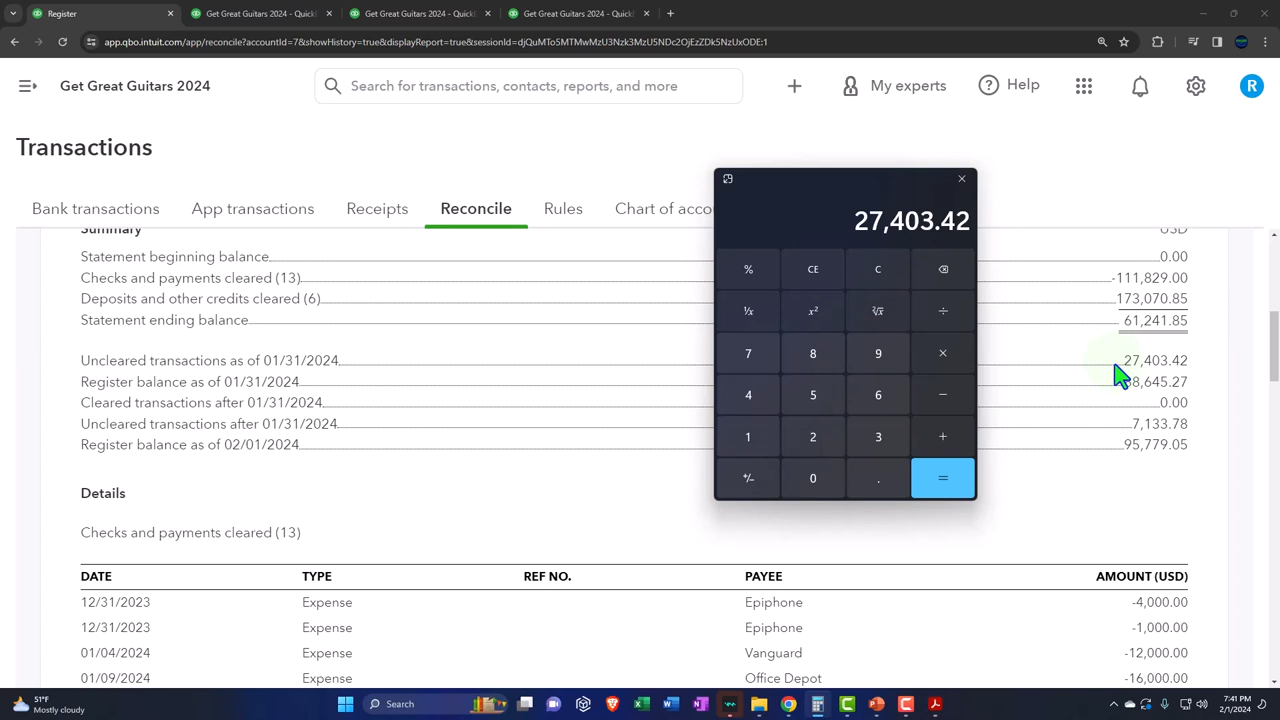 Register
Get Great Guitars 2024 - Quick
Get Great Guitars 2024 - QuickB
Get Great Guitars 2024 - QuickB
app.qbo.intuit.com/app/reconcile?accountId=7&showHistory=true&displayReport=true&sessionId=djQuMTo5MTMwMzU3Nzk3MzU5NDc2OjEzZDk5NzUxODE:1
Get Great Guitars 2024
Search for transactions, contacts, reports, and more
My experts
Help
R
Transactions
Bank transactions
App transactions
Receipts
Reconcile
Rules
Chart of acco
Summary
USD
Statement beginning balance 0.00
Checks and payments cleared (13) -111,829.00
Deposits and other credits cleared (6) 173,070.85
Statement ending balance 61,241.85
Uncleared transactions as of 01/31/2024 27,403.42
Register balance as of 01/31/2024 8,645.27
Cleared transactions after 01/31/2024 0.00
Uncleared transactions after 01/31/2024 7,133.78
Register balance as of 02/01/2024 95,779.05
Details
Checks and payments cleared (13)
DATE TYPE REF NO. PAYEE AMOUNT (USD)
12/31/2023 Expense Epiphone -4,000.00
12/31/2023 Expense Epiphone -1,000.00
01/04/2024 Expense Vanguard -12,000.00
01/09/2024 Expense Office Depot -16,000.00
27,403.42
% CE C
¹/x x² ²√x ÷
7 8 9 ×
4 5 6 −
1 2 3 +
+/− 0 . =
51°F
Mostly cloudy
Search
7:41 PM
2/1/2024